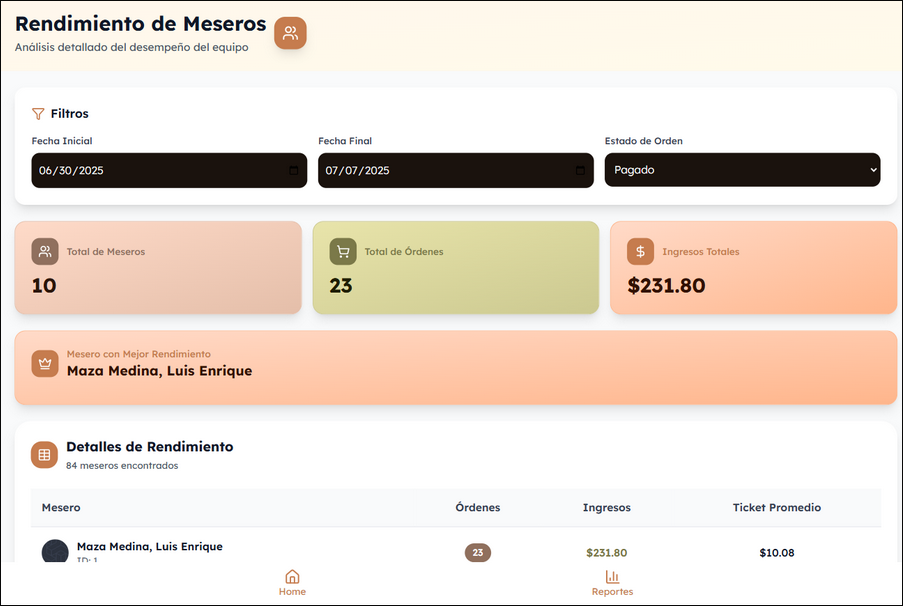 Rendimiento de Meseros
Análisis detallado del desempeño del equipo
Filtros
Fecha Inicial
Fecha Final
Estado de Orden
06/30/2025
07/07/2025
Pagado
Total de Meseros
10
Total de Órdenes
23
Ingresos Totales
$231.80
Mesero con Mejor Rendimiento
Maza Medina, Luis Enrique
Detalles de Rendimiento
84 meseros encontrados
Mesero Órdenes Ingresos Ticket Promedio
Maza Medina, Luis Enrique
23 $231.80 $10.08
ID: 1
Home
Reportes